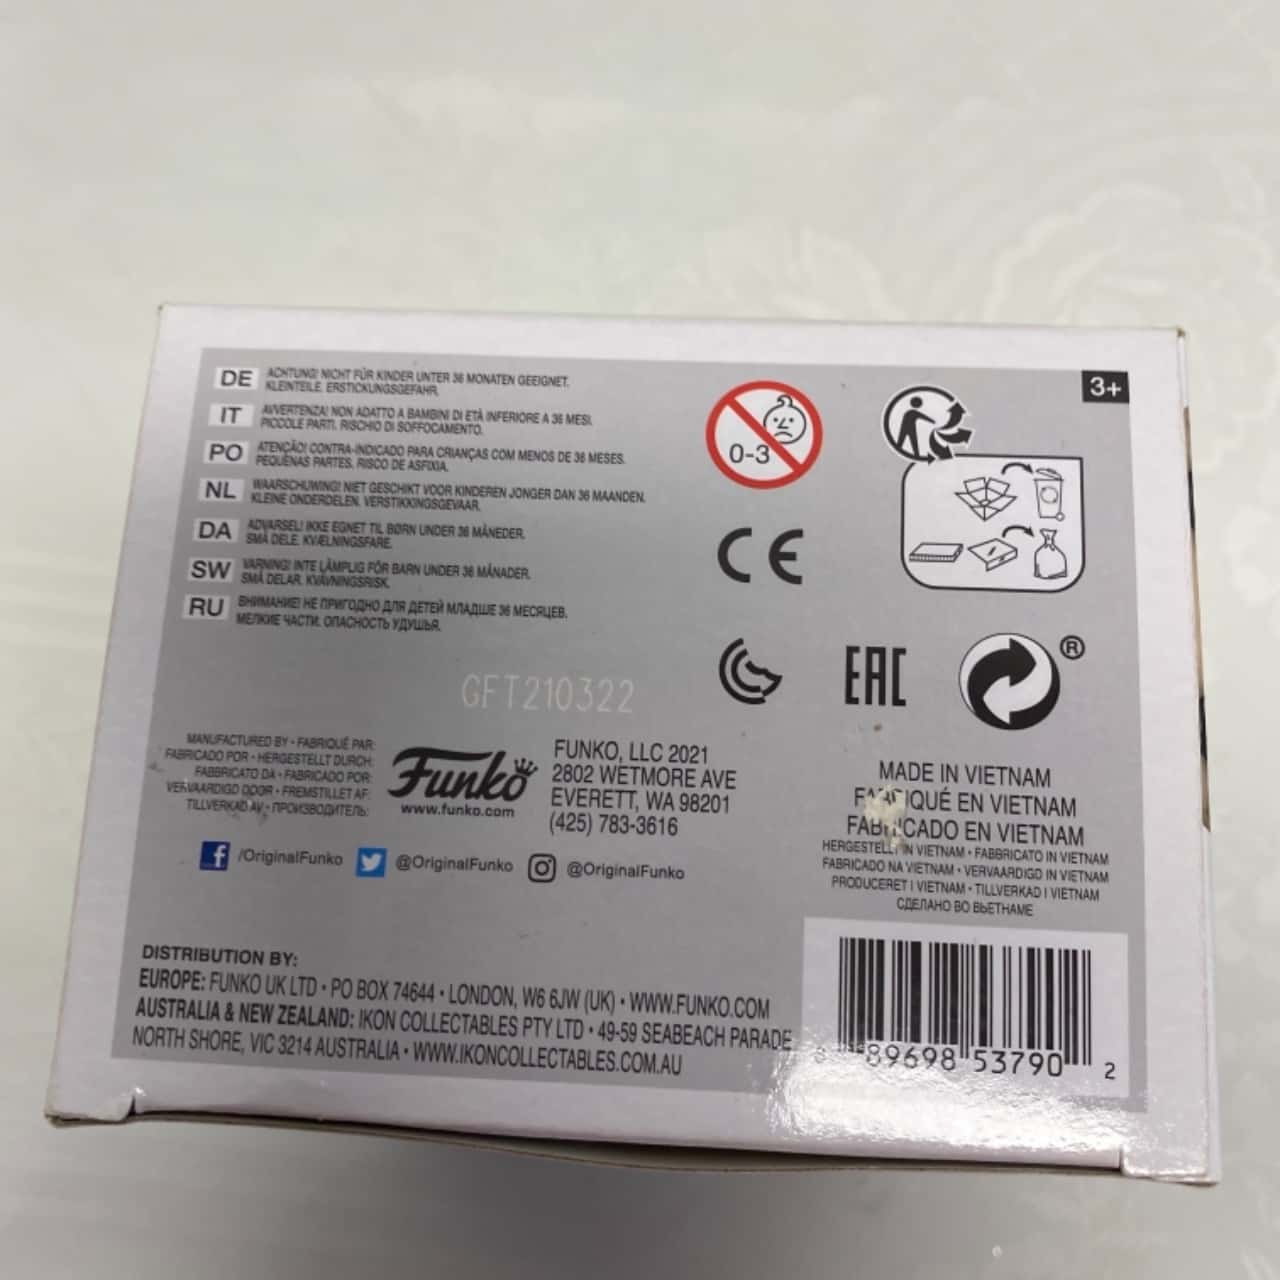 DE ACHTUNG! NICHT FÜR KINDER UNTER 36 MONATEN GEEIGNET.
KLEINTEILE. ERSTICKUNGSGEFAHR.
IT AVVERTENZA! NON ADATTO A BAMBINI DI ETÀ INFERIORE A 36 MESI.
PICCOLE PARTI. RISCHIO DI SOFFOCAMENTO.
PO ATENÇÃO! CONTRA-INDICADO PARA CRIANÇAS COM MENOS DE 36 MESES.
PEQUENAS PARTES. RISCO DE ASFIXIA.
NL WAARSCHUWING! NIET GESCHIKT VOOR KINDEREN JONGER DAN 36 MAANDEN.
KLEINE ONDERDELEN. VERSTIKKINGSGEVAAR.
DA ADVARSEL! IKKE EGNET TIL BØRN UNDER 36 MÅNEDER.
SMÅ DELE. KVÆLNINGSFARE.
SW VARNING! INTE LÄMPLIG FÖR BARN UNDER 36 MÅNADER.
SMÅ DELAR. KVÄVNINGSRISK.
RU ВНИМАНИЕ! НЕ ПРИГОДНО ДЛЯ ДЕТЕЙ МЛАДШЕ 36 МЕСЯЦЕВ.
МЕЛКИЕ ЧАСТИ. ОПАСНОСТЬ УДУШЬЯ.
3+
0-3
CE
EAC
®
GFT210322
MANUFACTURED BY • FABRIQUÉ PAR:
FABRICADO POR • HERGESTELLT DURCH:
FABBRICATO DA • FABRICADO POR:
VERVAARDIGD DOOR • FREMSTILLET AF:
TILLVERKAD AV • ПРОИЗВОДИТЕЛЬ:
Funko
www.funko.com
FUNKO, LLC 2021
2802 WETMORE AVE
EVERETT, WA 98201
(425) 783-3616
/OriginalFunko @OriginalFunko @OriginalFunko
MADE IN VIETNAM
FABRIQUÉ EN VIETNAM
FABRICADO EN VIETNAM
HERGESTELLT IN VIETNAM • FABBRICATO IN VIETNAM
FABRICADO NA VIETNAM • VERVAARDIGD IN VIETNAM
PRODUCERET I VIETNAM • TILLVERKAD I VIETNAM
СДЕЛАНО ВО ВЬЕТНАМЕ
DISTRIBUTION BY:
EUROPE: FUNKO UK LTD • PO BOX 74644 • LONDON, W6 6JW (UK) • WWW.FUNKO.COM
AUSTRALIA & NEW ZEALAND: IKON COLLECTABLES PTY LTD • 49-59 SEABEACH PARADE
NORTH SHORE, VIC 3214 AUSTRALIA • WWW.IKONCOLLECTABLES.COM.AU
8 89698 53790 2